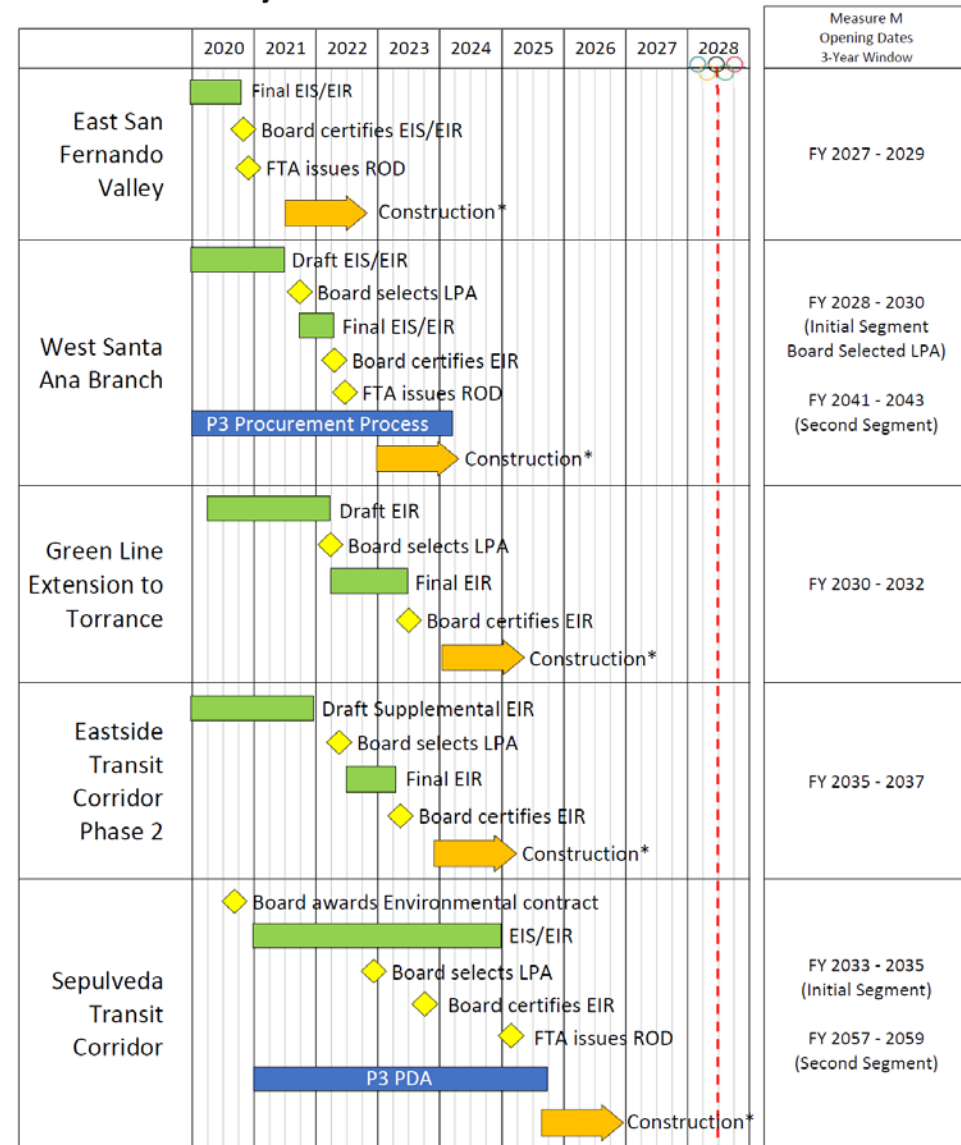 2020 2021 2022 2023 2024 2025 2026 2027 2028
Measure M
Opening Dates
3-Year Window
East San
Fernando
Valley
Final EIS/EIR
Board certifies EIS/EIR
FTA issues ROD
Construction*
FY 2027 - 2029
West Santa
Ana Branch
Draft EIS/EIR
Board selects LPA
Final EIS/EIR
Board certifies EIR
FTA issues ROD
P3 Procurement Process
Construction*
FY 2028 - 2030
(Initial Segment
Board Selected LPA)
FY 2041 - 2043
(Second Segment)
Green Line
Extension to
Torrance
Draft EIR
Board selects LPA
Final EIR
Board certifies EIR
Construction*
FY 2030 - 2032
Eastside
Transit
Corridor
Phase 2
Draft Supplemental EIR
Board selects LPA
Final EIR
Board certifies EIR
Construction*
FY 2035 - 2037
Sepulveda
Transit
Corridor
Board awards Environmental contract
EIS/EIR
Board selects LPA
Board certifies EIR
FTA issues ROD
P3 PDA
Construction*
FY 2033 - 2035
(Initial Segment)
FY 2057 - 2059
(Second Segment)